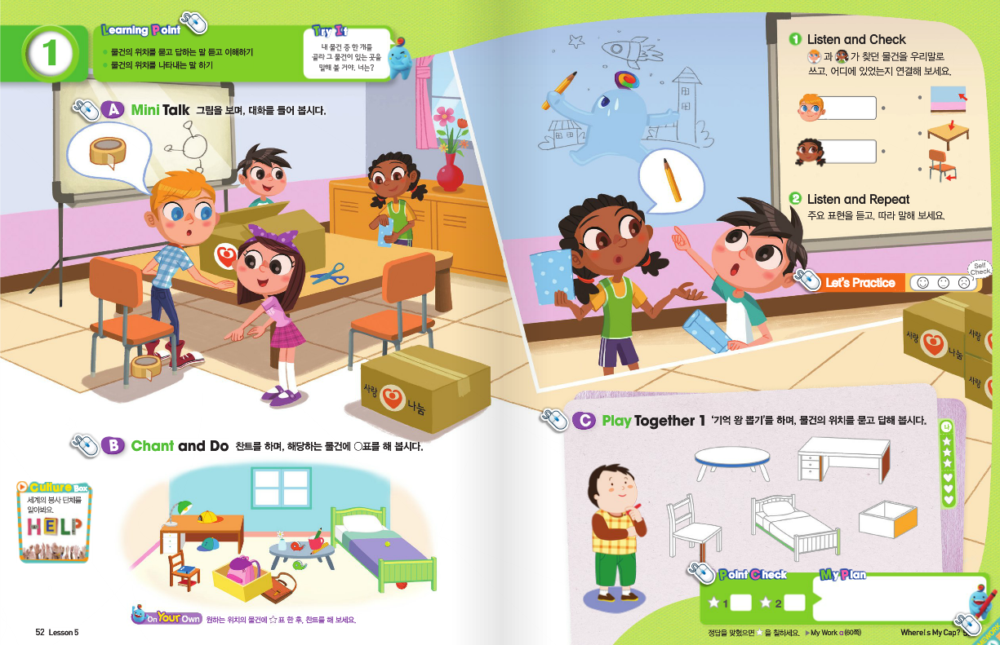 1
Learning Point
물건의 위치를 묻고 답하는 말 듣고 이해하기
물건의 위치를 나타내는 말 하기
Try It
내 물건 중 한 개를
골라 그 물건이 있는 곳을
말해 볼 거야. 너는?
A Mini Talk 그림을 보며, 대화를 들어 봅시다.
사랑 나눔
B Chant and Do 찬트를 하며, 해당하는 물건에 ○표를 해 봅시다.
Culture Box
세계의 봉사 단체를
알아봐요.
HELP
On Your Own 원하는 위치의 물건에 ☆표 한 후, 찬트를 해 보세요.
52 Lesson 5
1 Listen and Check
과 가 찾던 물건을 우리말로
쓰고, 어디에 있었는지 연결해 보세요.
2 Listen and Repeat
주요 표현을 듣고, 따라 말해 보세요.
Self
Check
Let's Practice
사랑 나눔
사랑
사랑
C Play Together 1 '기억 왕 뽑기'를 하며, 물건의 위치를 묻고 답해 봅시다.
나
Point Check
★ 1 ★ 2
My Plan
정답을 맞혔으면 ★을 칠하세요. ▶My Work a (60쪽)
Where's My Cap?